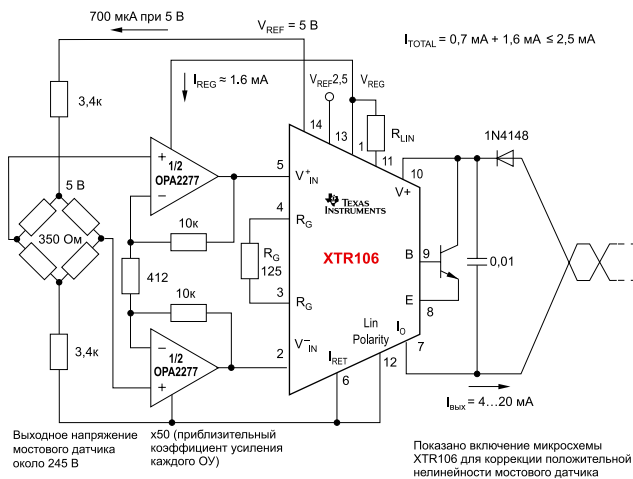 700 мкА при 5 В
V_REF = 5 В
I_TOTAL = 0,7 мА + 1,6 мА ≤ 2,5 мА
I_REG ≈ 1.6 мА
V_REF2,5
V_REG
3,4к
14
13
1
R_LIN
11
1N4148
1/2
OPA2277
+
–
5
V⁺_IN
10
V+
5 В
Texas
Instruments
4
R_G
10к
350 Ом
412
R_G
125
XTR106
B
9
0,01
10к
3
R_G
E
8
3,4к
–
1/2
OPA2277
+
2
V⁻_IN
Lin
Polarity
I_O
7
I_RET
6
12
I_вых = 4...20 мА
Выходное напряжение
мостового датчика
около 245 В
x50 (приблизительный
коэффициент усиления
каждого ОУ)
Показано включение микросхемы
XTR106 для коррекции положительной
нелинейности мостового датчика